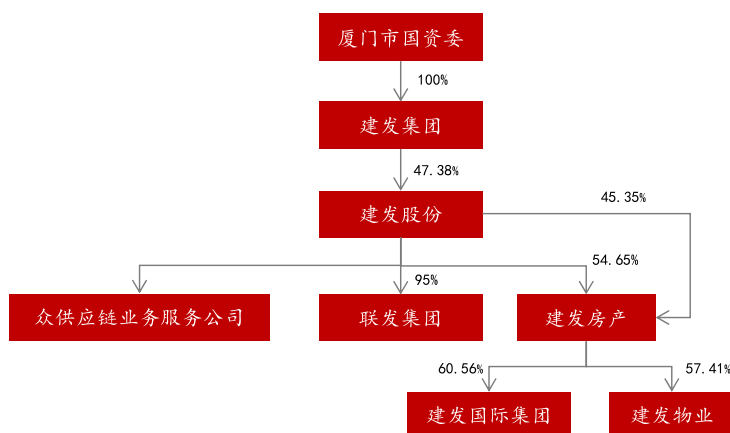 厦门市国资委
100%
建发集团
47.38%
建发股份
45.35%
54.65%
95%
众供应链业务服务公司
联发集团
建发房产
60.56%
57.41%
建发国际集团
建发物业